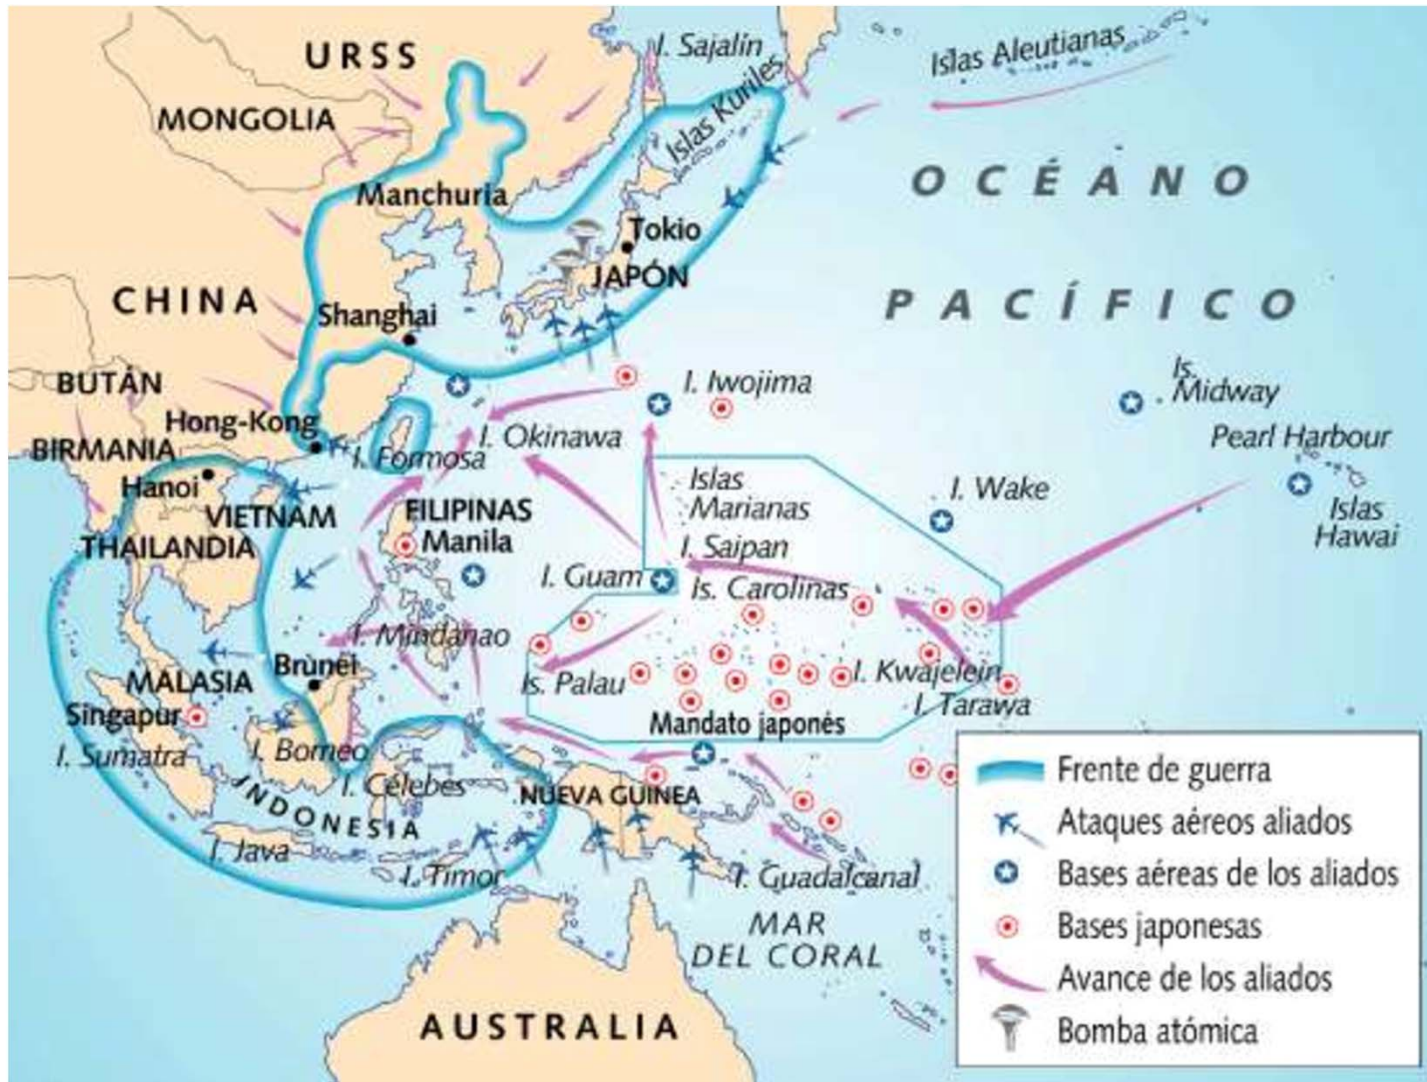 URSS
I. Sajalín
Islas Aleutianas
MONGOLIA
Islas Kuriles
Manchuria
OCÉANO
Tokio
JAPÓN
CHINA
Shanghai
PACÍFICO
BUTÁN
I. Iwojima
Is.
Midway
Hong-Kong
BIRMANIA
I. Okinawa
Pearl Harbour
I. Formosa
Hanoi
Islas
Marianas
I. Wake
Islas
Hawai
VIETNAM
FILIPINAS
Manila
THAILANDIA
I. Saipan
I. Guam
Is. Carolinas
I. Mindanao
Brunei
MALASIA
Is. Palau
I. Kwajelein
Singapur
I. Tarawa
Mandato japonés
I. Sumatra
I. Borneo
I. Célebes
NUEVA GUINEA
INDONESIA
I. Java
I. Timor
I. Guadalcanal
MAR
DEL CORAL
AUSTRALIA
Frente de guerra
Ataques aéreos aliados
Bases aéreas de los aliados
Bases japonesas
Avance de los aliados
Bomba atómica